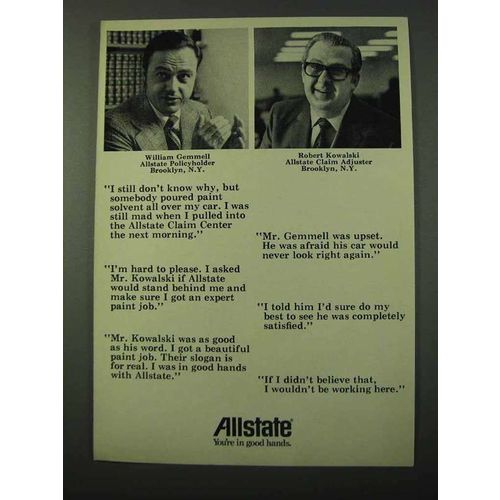 William Gemmell
Allstate Policyholder
Brooklyn, N.Y.
Robert Kowalski
Allstate Claim Adjuster
Brooklyn, N.Y.
"I still don't know why, but
somebody poured paint
solvent all over my car. I was
still mad when I pulled into
the Allstate Claim Center
the next morning."
"Mr. Gemmell was upset.
He was afraid his car would
never look right again."
"I'm hard to please. I asked
Mr. Kowalski if Allstate
would stand behind me and
make sure I got an expert
paint job."
"I told him I'd sure do my
best to see he was completely
satisfied."
"Mr. Kowalski was as good
as his word. I got a beautiful
paint job. Their slogan is
for real. I was in good hands
with Allstate."
"If I didn't believe that,
I wouldn't be working here."
Allstate®
You're in good hands.